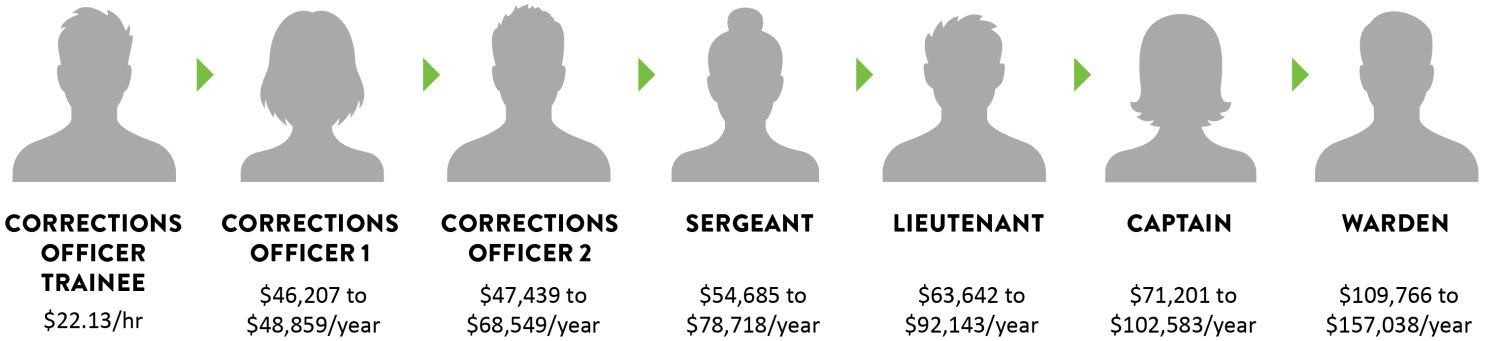 CORRECTIONS
OFFICER
TRAINEE
$22.13/hr
CORRECTIONS
OFFICER 1
$46,207 to
$48,859/year
CORRECTIONS
OFFICER 2
$47,439 to
$68,549/year
SERGEANT
$54,685 to
$78,718/year
LIEUTENANT
$63,642 to
$92,143/year
CAPTAIN
$71,201 to
$102,583/year
WARDEN
$109,766 to
$157,038/year